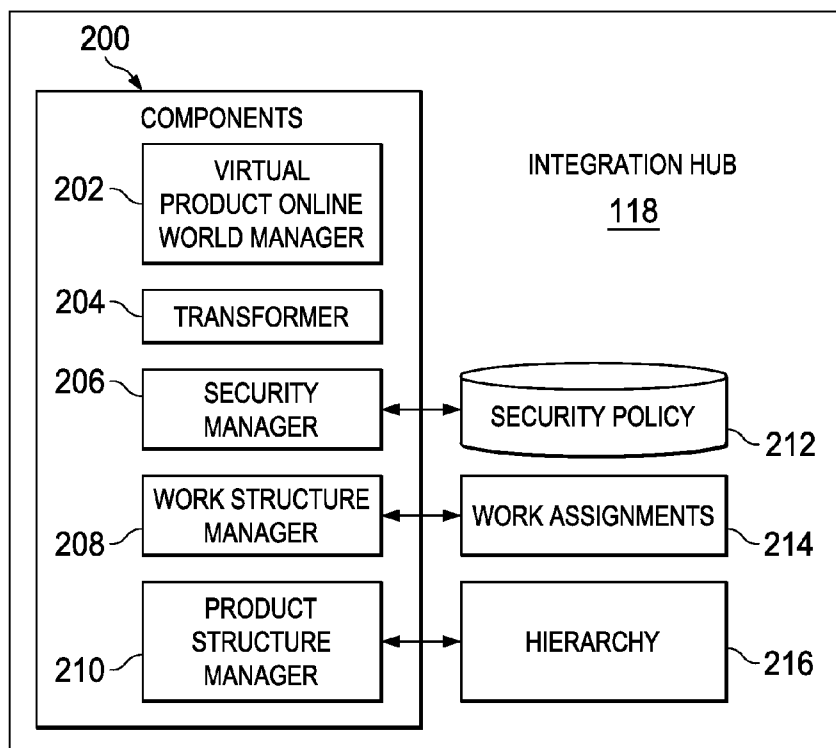 200
COMPONENTS
202
VIRTUAL
PRODUCT ONLINE
WORLD MANAGER
INTEGRATION HUB
118
204
TRANSFORMER
206
SECURITY
MANAGER
SECURITY POLICY
212
208
WORK STRUCTURE
MANAGER
WORK ASSIGNMENTS
214
210
PRODUCT
STRUCTURE
MANAGER
HIERARCHY
216